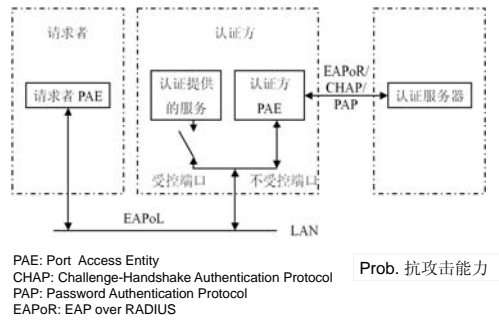 请求者
认证方
请求者 PAE
认证提供
的服务
认证方
PAE
EAPoR/
CHAP/
PAP
认证服务器
受控端口
不受控端口
EAPoL
LAN
PAE: Port Access Entity
CHAP: Challenge-Handshake Authentication Protocol
PAP: Password Authentication Protocol
EAPoR: EAP over RADIUS
Prob. 抗攻击能力